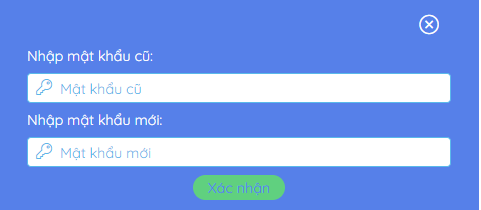 Nhập mật khẩu cũ:
Mật khẩu cũ
Nhập mật khẩu mới:
Mật khẩu mới
Xác nhận